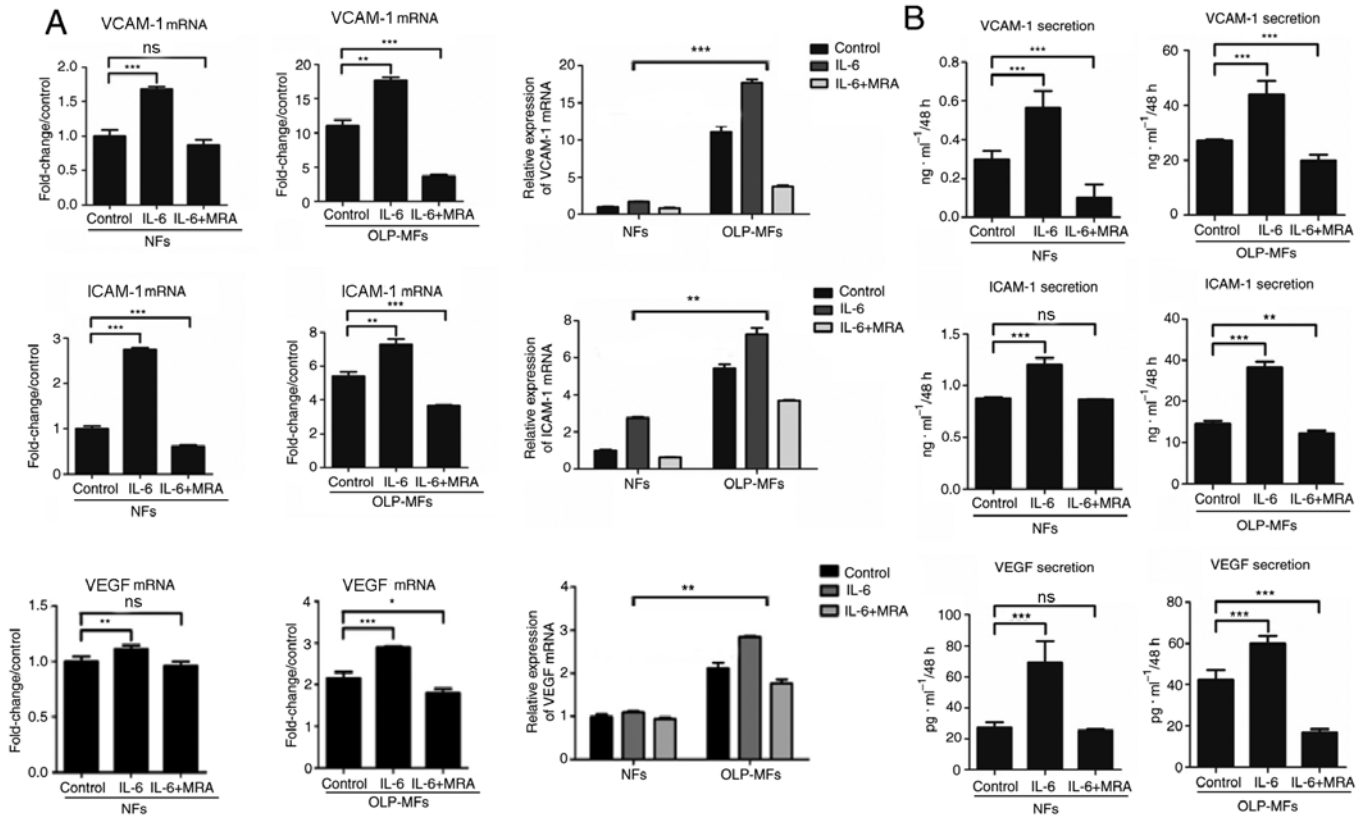 A
VCAM-1 mRNA
Fold-change/control
2.0
1.5
1.0
0.5
0.0
ns
***
Control IL-6 IL-6+MRA
NFs
VCAM-1 mRNA
Fold-change/control
20
15
10
5
0
***
**
Control IL-6 IL-6+MRA
OLP-MFs
Relative expression
of VCAM-1 mRNA
20
15
10
5
0
***
Control
IL-6
IL-6+MRA
NFs OLP-MFs
B
VCAM-1 secretion
ng · ml⁻¹/48 h
0.8
0.6
0.4
0.2
0.0
***
***
Control IL-6 IL-6+MRA
NFs
VCAM-1 secretion
ng · ml⁻¹/48 h
60
40
20
0
***
***
Control IL-6 IL-6+MRA
OLP-MFs
ICAM-1 mRNA
Fold-change/control
3
2
1
0
***
***
Control IL-6 IL-6+MRA
NFs
ICAM-1 mRNA
Fold-change/control
8
6
4
2
0
***
**
Control IL-6 IL-6+MRA
OLP-MFs
Relative expression
of ICAM-1 mRNA
8
6
4
2
0
**
Control
IL-6
IL-6+MRA
NFs OLP-MFs
ICAM-1 secretion
ng · ml⁻¹/48 h
1.5
1.0
0.5
0.0
ns
***
Control IL-6 IL-6+MRA
NFs
ICAM-1 secretion
ng · ml⁻¹/48 h
40
30
20
10
0
**
***
Control IL-6 IL-6+MRA
OLP-MFs
VEGF mRNA
Fold-change/control
1.5
1.0
0.5
0.0
ns
**
Control IL-6 IL-6+MRA
NFs
VEGF mRNA
Fold-change/control
4
3
2
1
0
*
***
Control IL-6 IL-6+MRA
OLP-MFs
Relative expression
of VEGF mRNA
4
3
2
1
0
**
Control
IL-6
IL-6+MRA
NFs OLP-MFs
VEGF secretion
pg · ml⁻¹/48 h
100
80
60
40
20
0
ns
***
Control IL-6 IL-6+MRA
NFs
VEGF secretion
pg · ml⁻¹/48 h
80
60
40
20
0
***
***
Control IL-6 IL-6+MRA
OLP-MFs